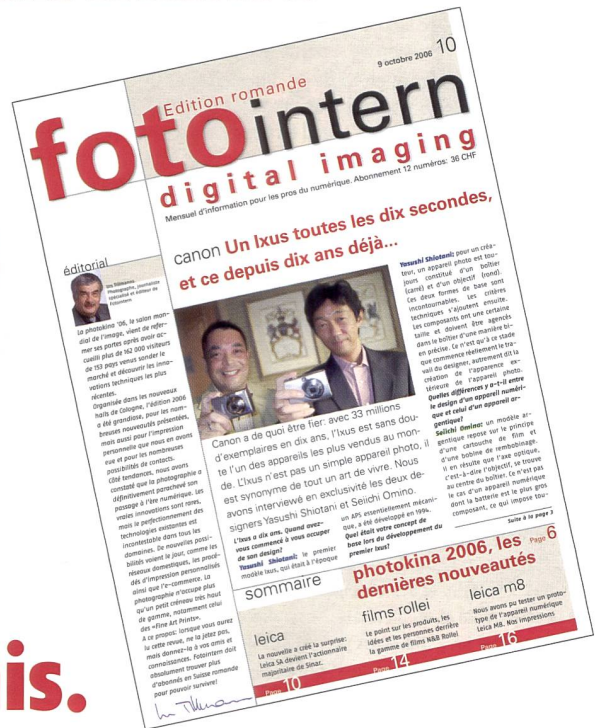 9 octobre 2006 10
Edition romande
fotointern
digital imaging
Mensuel d'information pour les pros du numérique. Abonnement 12 numéros: 36 CHF
éditorial
Urs Tillmanns
Photographe, journaliste
spécialisé et éditeur de
Fotointern
La photokina '06, le salon mon-
dial de l'image, vient de refer-
mer ses portes après avoir ac-
cueilli plus de 162 000 visiteurs
de 153 pays venus sonder le
marché et découvrir les inno-
vations techniques les plus
récentes.
Organisée dans les nouveaux
halls de Cologne, l'édition 2006
a été grandiose, pour les nom-
breuses nouveautés présentées,
mais aussi pour l'impression
personnelle que nous en avons
eue et pour les nombreuses
possibilités de contacts.
Côté tendances, nous avons
constaté que la photographie a
définitivement parachevé son
passage à l'ère numérique. Les
vraies innovations sont rares,
mais le perfectionnement des
technologies existantes est
incontestable dans tous les
domaines. De nouvelles possi-
bilités voient le jour, comme les
réseaux domestiques, les procé-
dés d'impression personnalisés
ainsi que l'e-commerce. La
photographie n'occupe plus
qu'un petit créneau très haut
de gamme, notamment celui
des «Fine Art Prints».
A ce propos: lorsque vous aurez
lu cette revue, ne la jetez pas,
mais donnez-la à vos amis et
connaissances. Fotointern doit
absolument trouver plus
d'abonnés en Suisse romande
pour pouvoir survivre!
canon Un Ixus toutes les dix secondes,
et ce depuis dix ans déjà...
Canon a de quoi être fier: avec 33 millions
d'exemplaires en dix ans, l'Ixus est sans dou-
te l'un des appareils les plus vendus au mon-
de. L'Ixus n'est pas un simple appareil photo, il
est synonyme de tout un art de vivre. Nous
avons interviewé en exclusivité les deux de-
signers Yasushi Shiotani et Seiichi Omino.
L'Ixus a dix ans. Quand avez-
vous commencé à vous occuper
de son design?
Yasushi Shiotani: le premier
modèle Ixus, qui était à l'époque
un APS essentiellement mécani-
que, a été développé en 1994.
Quel était votre concept de
base lors du développement du
premier Ixus?
Yasushi Shiotani: pour un créa-
teur, un appareil photo est tou-
jours constitué d'un boîtier
(carré) et d'un objectif (rond).
Ces deux formes de base sont
incontournables. Les critères
techniques s'ajoutent ensuite.
Les composants ont une certaine
taille et doivent être agencés
dans le boîtier d'une manière bi-
en précise. Ce n'est qu'à ce stade
que commence réellement le tra-
vail du designer, autrement dit la
création de l'apparence ex-
térieure de l'appareil photo.
Quelles différences y a-t-il entre
le design d'un appareil numéri-
que et celui d'un appareil ar-
gentique?
Seiichi Omino: un modèle ar-
gentique repose sur le principe
d'une cartouche de film et
d'une bobine de rembobinage.
Il en résulte que l'axe optique,
c'est-à-dire l'objectif, se trouve
au centre du boîtier. Ce n'est pas
le cas d'un appareil numérique
dont la batterie est le plus gros
composant, ce qui impose tou-
Suite à la page 3
sommaire
photokina 2006, les Page 6
dernières nouveautés
leica
La nouvelle a créé la surprise:
Leica SA devient l'actionnaire
majoritaire de Sinar.
Page 10
films rollei
Le point sur les produits, les
idées et les personnes derrière
la gamme de films N&B Rollei
Page 14
leica m8
Nous avons pu tester un proto-
type de l'appareil numérique
Leica M8. Nos impressions
Page 16
is.